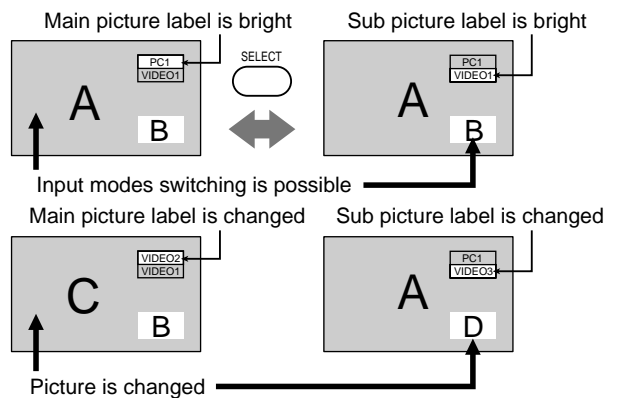 Main picture label is bright
Sub picture label is bright
PC1
VIDEO1
A
B
SELECT
PC1
VIDEO1
A
B
Input modes switching is possible
Main picture label is changed
Sub picture label is changed
VIDEO2
VIDEO1
C
B
PC1
VIDEO3
A
D
Picture is changed